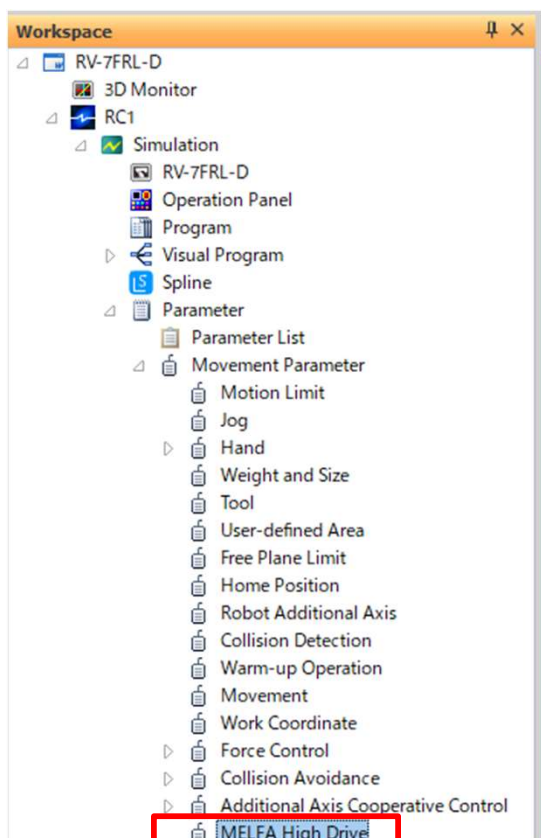 Workspace
RV-7FRL-D
3D Monitor
RC1
Simulation
RV-7FRL-D
Operation Panel
Program
Visual Program
Spline
Parameter
Parameter List
Movement Parameter
Motion Limit
Jog
Hand
Weight and Size
Tool
User-defined Area
Free Plane Limit
Home Position
Robot Additional Axis
Collision Detection
Warm-up Operation
Movement
Work Coordinate
Force Control
Collision Avoidance
Additional Axis Cooperative Control
MELFA High Drive